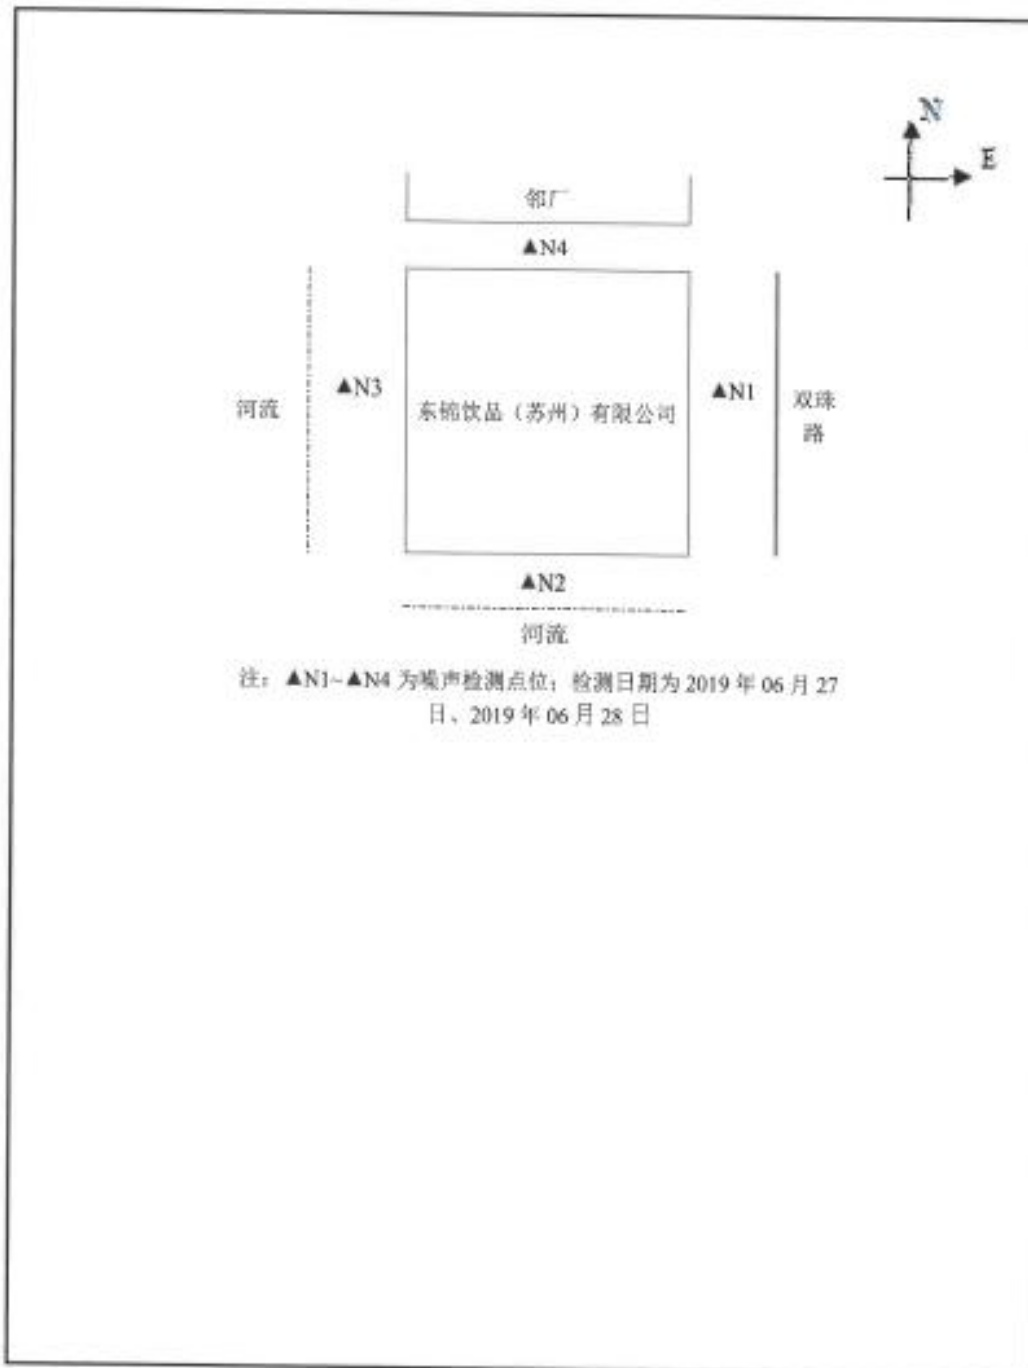 N
E
邻厂
▲N4
河流
▲N3
东锦饮品（苏州）有限公司
▲N1
双珠
路
▲N2
河流
注：▲N1~▲N4 为噪声检测点位；检测日期为 2019 年 06 月 27
日、2019 年 06 月 28 日